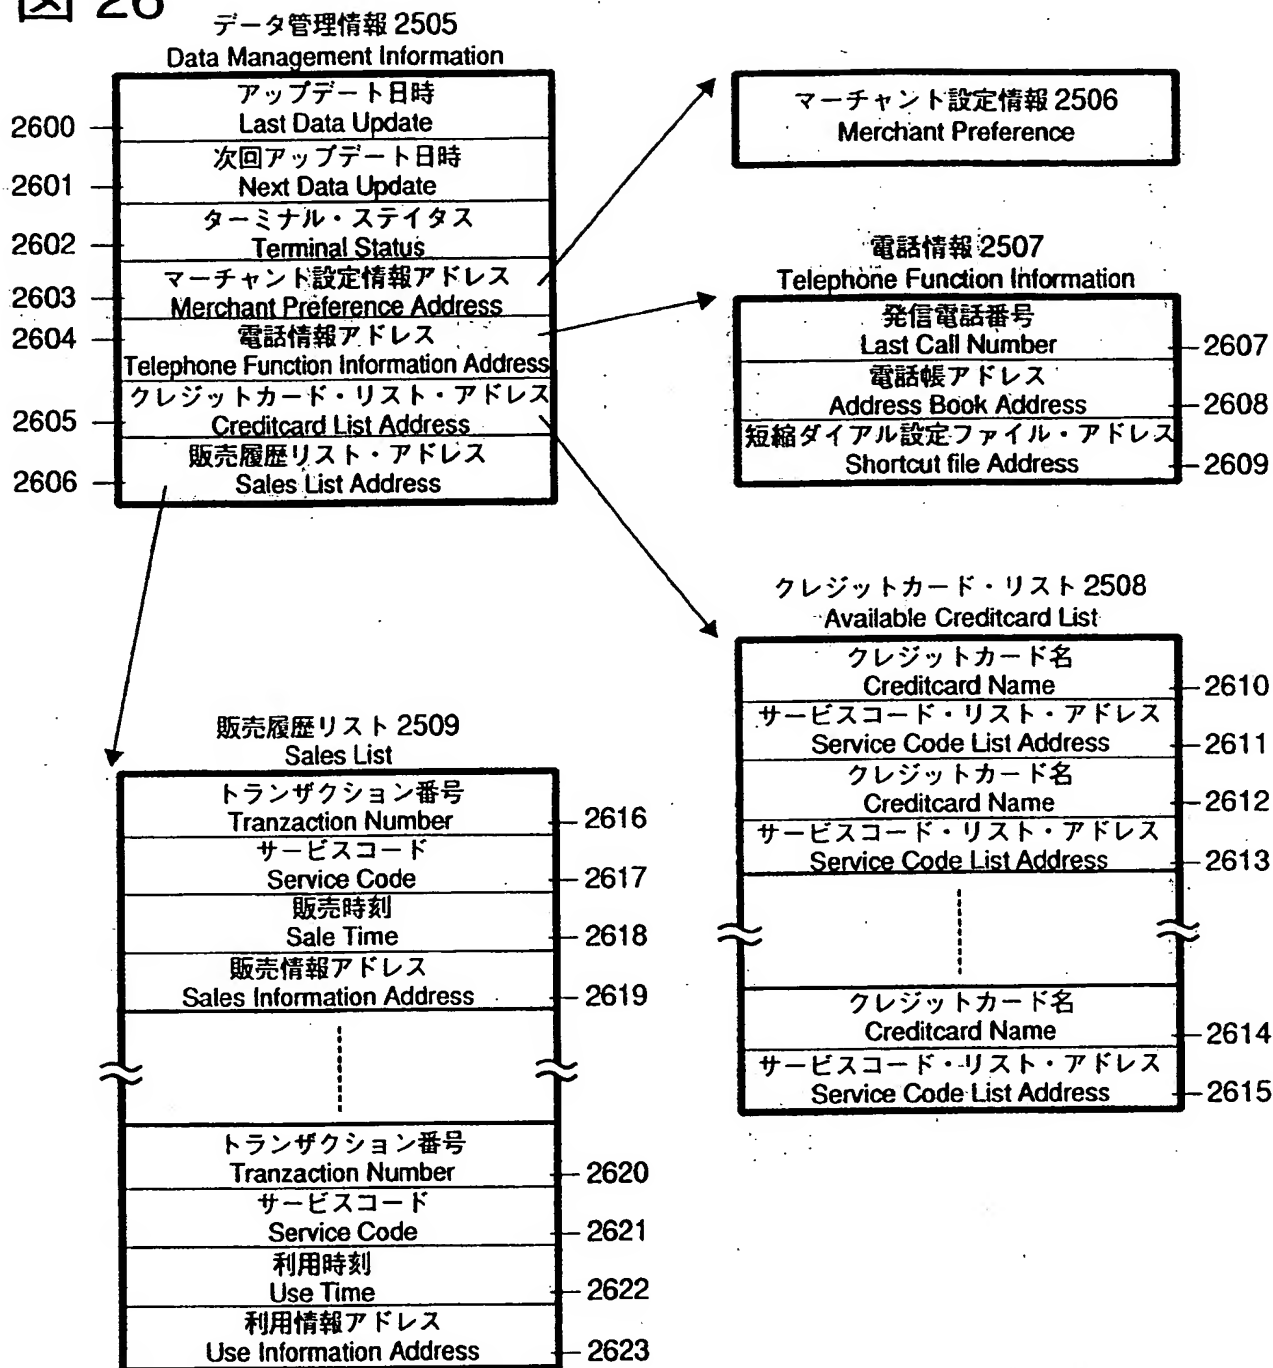 図 26
データ管理情報 2505
Data Management Information
アップデート日時
Last Data Update
2600
次回アップデート日時
Next Data Update
2601
ターミナル・ステイタス
Terminal Status
2602
マーチャント設定情報アドレス
Merchant Preference Address
2603
電話情報アドレス
Telephone Function Information Address
2604
クレジットカード・リスト・アドレス
Creditcard List Address
2605
販売履歴リスト・アドレス
Sales List Address
2606
マーチャント設定情報 2506
Merchant Preference
電話情報 2507
Telephone Function Information
発信電話番号
Last Call Number
2607
電話帳アドレス
Address Book Address
2608
短縮ダイアル設定ファイル・アドレス
Shortcut file Address
2609
クレジットカード・リスト 2508
Available Creditcard List
クレジットカード名
Creditcard Name
2610
サービスコード・リスト・アドレス
Service Code List Address
2611
クレジットカード名
Creditcard Name
2612
サービスコード・リスト・アドレス
Service Code List Address
2613
クレジットカード名
Creditcard Name
2614
サービスコード・リスト・アドレス
Service Code List Address
2615
販売履歴リスト 2509
Sales List
トランザクション番号
Tranzaction Number
2616
サービスコード
Service Code
2617
販売時刻
Sale Time
2618
販売情報アドレス
Sales Information Address
2619
トランザクション番号
Tranzaction Number
2620
サービスコード
Service Code
2621
利用時刻
Use Time
2622
利用情報アドレス
Use Information Address
2623